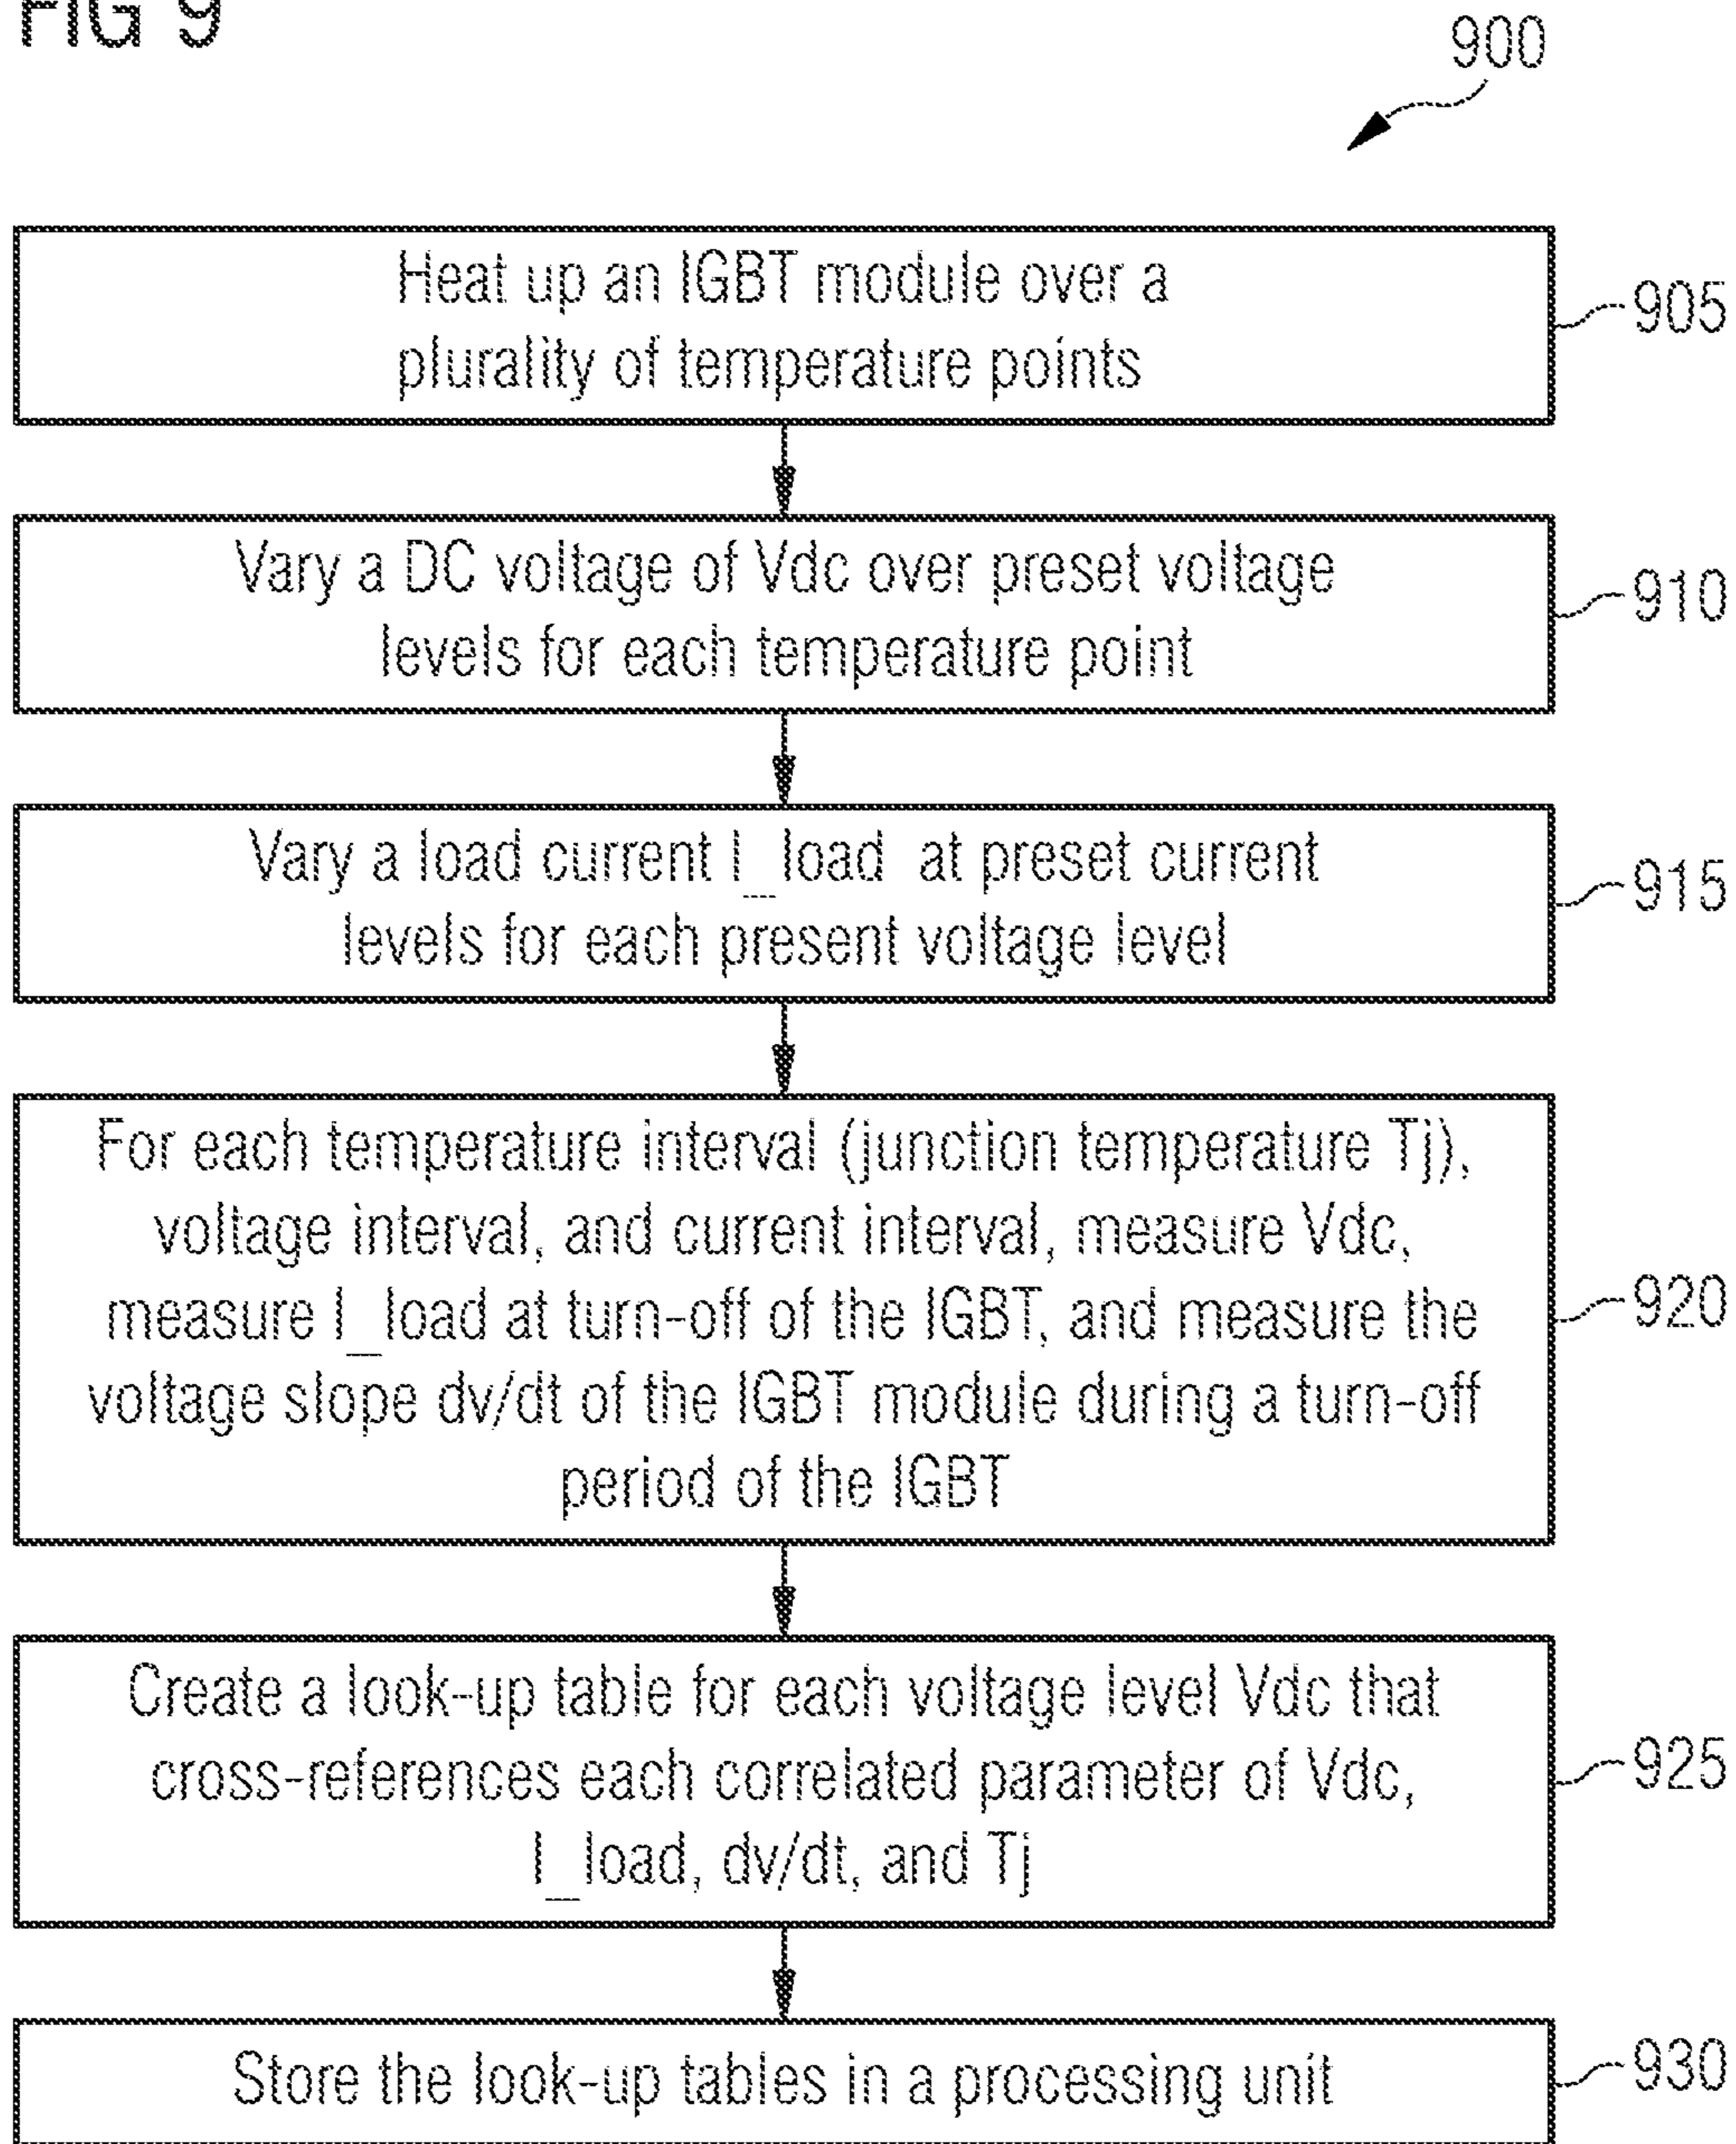 FIG 9
900
Heat up an IGBT module over a
plurality of temperature points
905
Vary a DC voltage of Vdc over preset voltage
levels for each temperature point
910
Vary a load current I_load at preset current
levels for each present voltage level
915
For each temperature interval (junction temperature Tj),
voltage interval, and current interval, measure Vdc,
measure I_load at turn-off of the IGBT, and measure the
voltage slope dv/dt of the IGBT module during a turn-off
period of the IGBT
920
Create a look-up table for each voltage level Vdc that
cross-references each correlated parameter of Vdc,
I_load, dv/dt, and Tj
925
Store the look-up tables in a processing unit
930